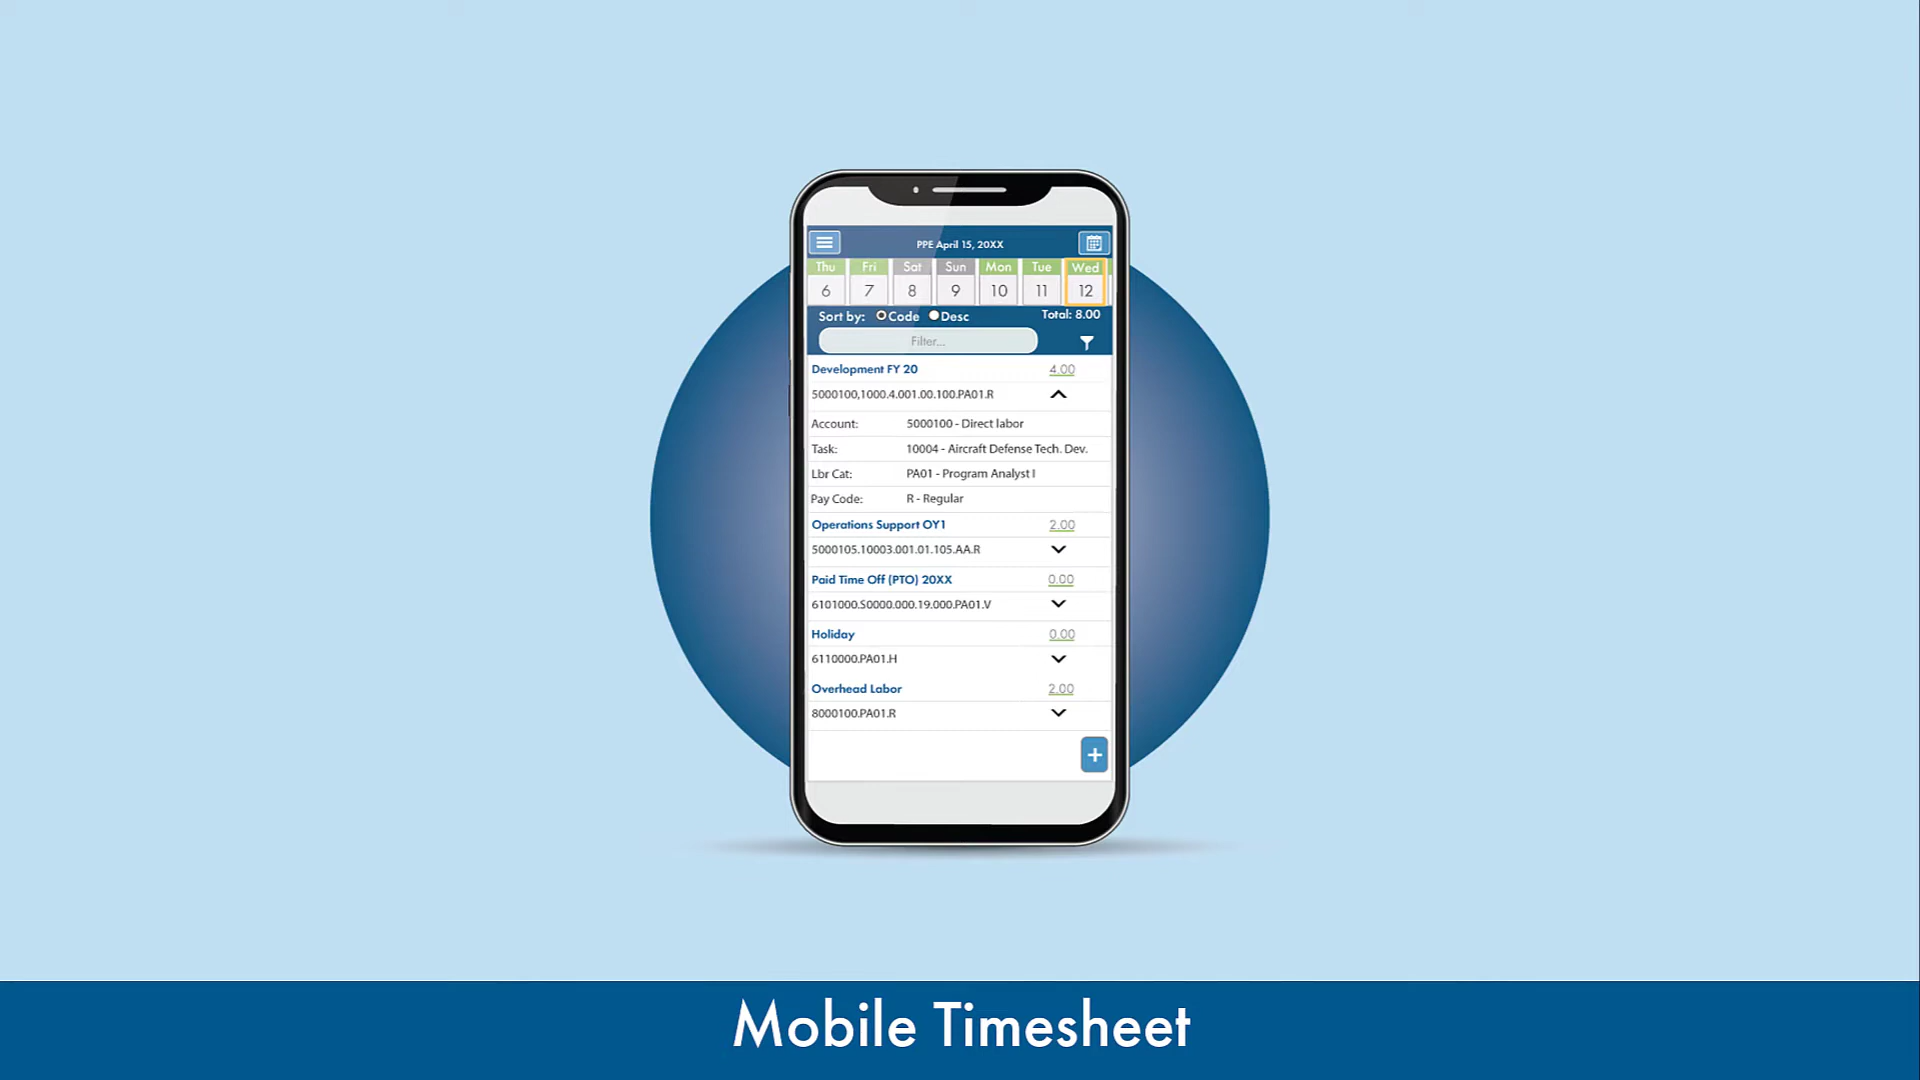 PPE April 15, 20XX
Thu Fri Sat Sun Mon Tue Wed
6 7 8 9 10 11 12
Sort by: Code Desc Total: 8.00
Filter...
Development FY 20 4.00
5000100,1000.4.001.00.100.PA01.R
Account: 5000100 - Direct labor
Task: 10004 - Aircraft Defense Tech. Dev.
Lbr Cat: PA01 - Program Analyst I
Pay Code: R - Regular
Operations Support OY1 2.00
5000105.10003.001.01.105.AA.R
Paid Time Off (PTO) 20XX 0.00
6101000.S0000.000.19.000.PA01.V
Holiday 0.00
6110000.PA01.H
Overhead Labor 2.00
8000100.PA01.R
Mobile Timesheet